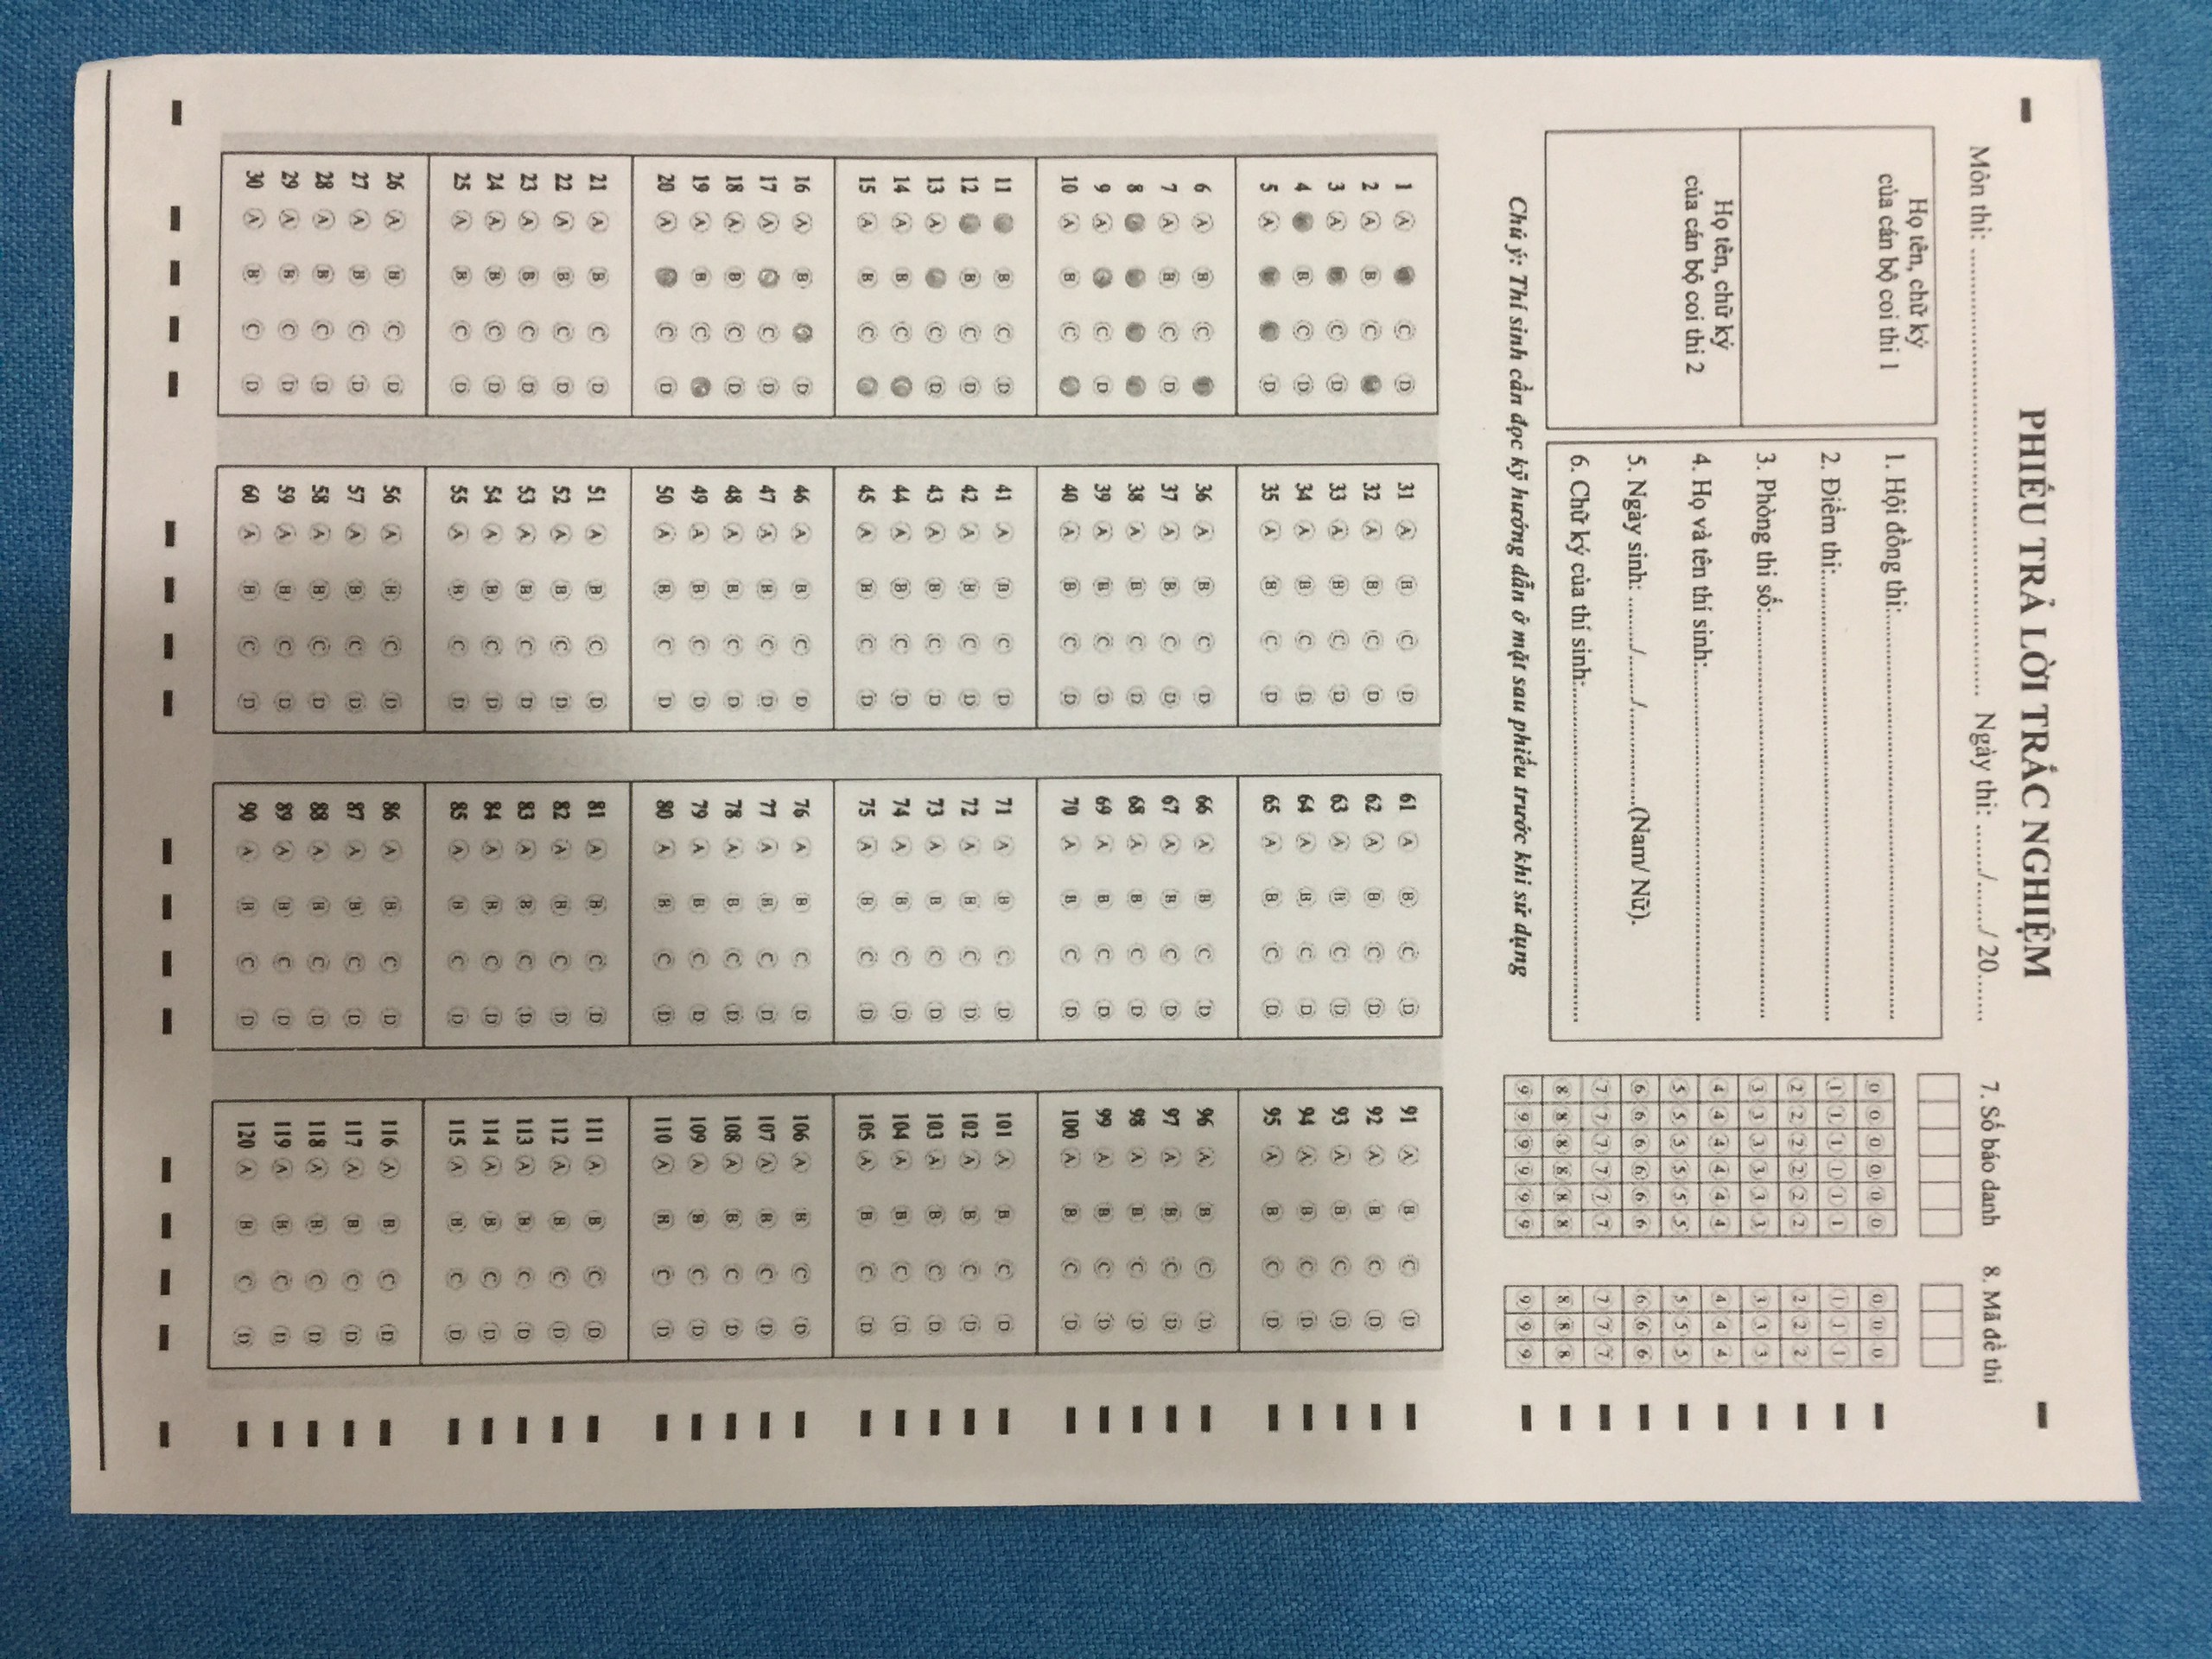 PHIẾU TRẢ LỜI TRẮC NGHIỆM
Môn thi: ........................................ Ngày thi: ......./......./ 20.......
7. Số báo danh
8. Mã đề thi
Họ tên, chữ ký
của cán bộ coi thi 1
Họ tên, chữ ký
của cán bộ coi thi 2
1. Hội đồng thi:........................................
2. Điểm thi:........................................
3. Phòng thi số:........................................
4. Họ và tên thí sinh:........................................
5. Ngày sinh: ......../......./.................(Nam/ Nữ).
6. Chữ ký của thí sinh:........................................
0 0 0 0 0 0 0 0 0
1 1 1 1 1 1 1 1 1
2 2 2 2 2 2 2 2 2
3 3 3 3 3 3 3 3 3
4 4 4 4 4 4 4 4 4
5 5 5 5 5 5 5 5 5
6 6 6 6 6 6 6 6 6
7 7 7 7 7 7 7 7 7
8 8 8 8 8 8 8 8 8
9 9 9 9 9 9 9 9 9
Chú ý: Thí sinh cần đọc kỹ hướng dẫn ở mặt sau phiếu trước khi sử dụng
1 A C D 31 A B C D 61 A B C D 91 A B C D
2 A B C 32 A B C D 62 A B C D 92 A B C D
3 A C D 33 A B C D 63 A B C D 93 A B C D
4 B C D 34 A B C D 64 A B C D 94 A B C D
5 A D 35 A B C D 65 A B C D 95 A B C D
6 A B C 36 A B C D 66 A B C D 96 A B C D
7 A B C D 37 A B C D 67 A B C D 97 A B C D
8 38 A B C D 68 A B C D 98 A B C D
9 A C D 39 A B C D 69 A B C D 99 A B C D
10 A B C 40 A B C D 70 A B C D 100 A B C D
11 B C D 41 A B C D 71 A B C D 101 A B C D
12 B C D 42 A B C D 72 A B C D 102 A B C D
13 A C D 43 A B C D 73 A B C D 103 A B C D
14 A B C 44 A B C D 74 A B C D 104 A B C D
15 A B C 45 A B C D 75 A B C D 105 A B C D
16 A B D 46 A B C D 76 A B C D 106 A B C D
17 A C D 47 A B C D 77 A B C D 107 A B C D
18 A B C D 48 A B C D 78 A B C D 108 A B C D
19 A B C 49 A B C D 79 A B C D 109 A B C D
20 A C D 50 A B C D 80 A B C D 110 A B C D
21 A B C D 51 A B C D 81 A B C D 111 A B C D
22 A B C D 52 A B C D 82 A B C D 112 A B C D
23 A B C D 53 A B C D 83 A B C D 113 A B C D
24 A B C D 54 A B C D 84 A B C D 114 A B C D
25 A B C D 55 A B C D 85 A B C D 115 A B C D
26 A B C D 56 A B C D 86 A B C D 116 A B C D
27 A B C D 57 A B C D 87 A B C D 117 A B C D
28 A B C D 58 A B C D 88 A B C D 118 A B C D
29 A B C D 59 A B C D 89 A B C D 119 A B C D
30 A B C D 60 A B C D 90 A B C D 120 A B C D